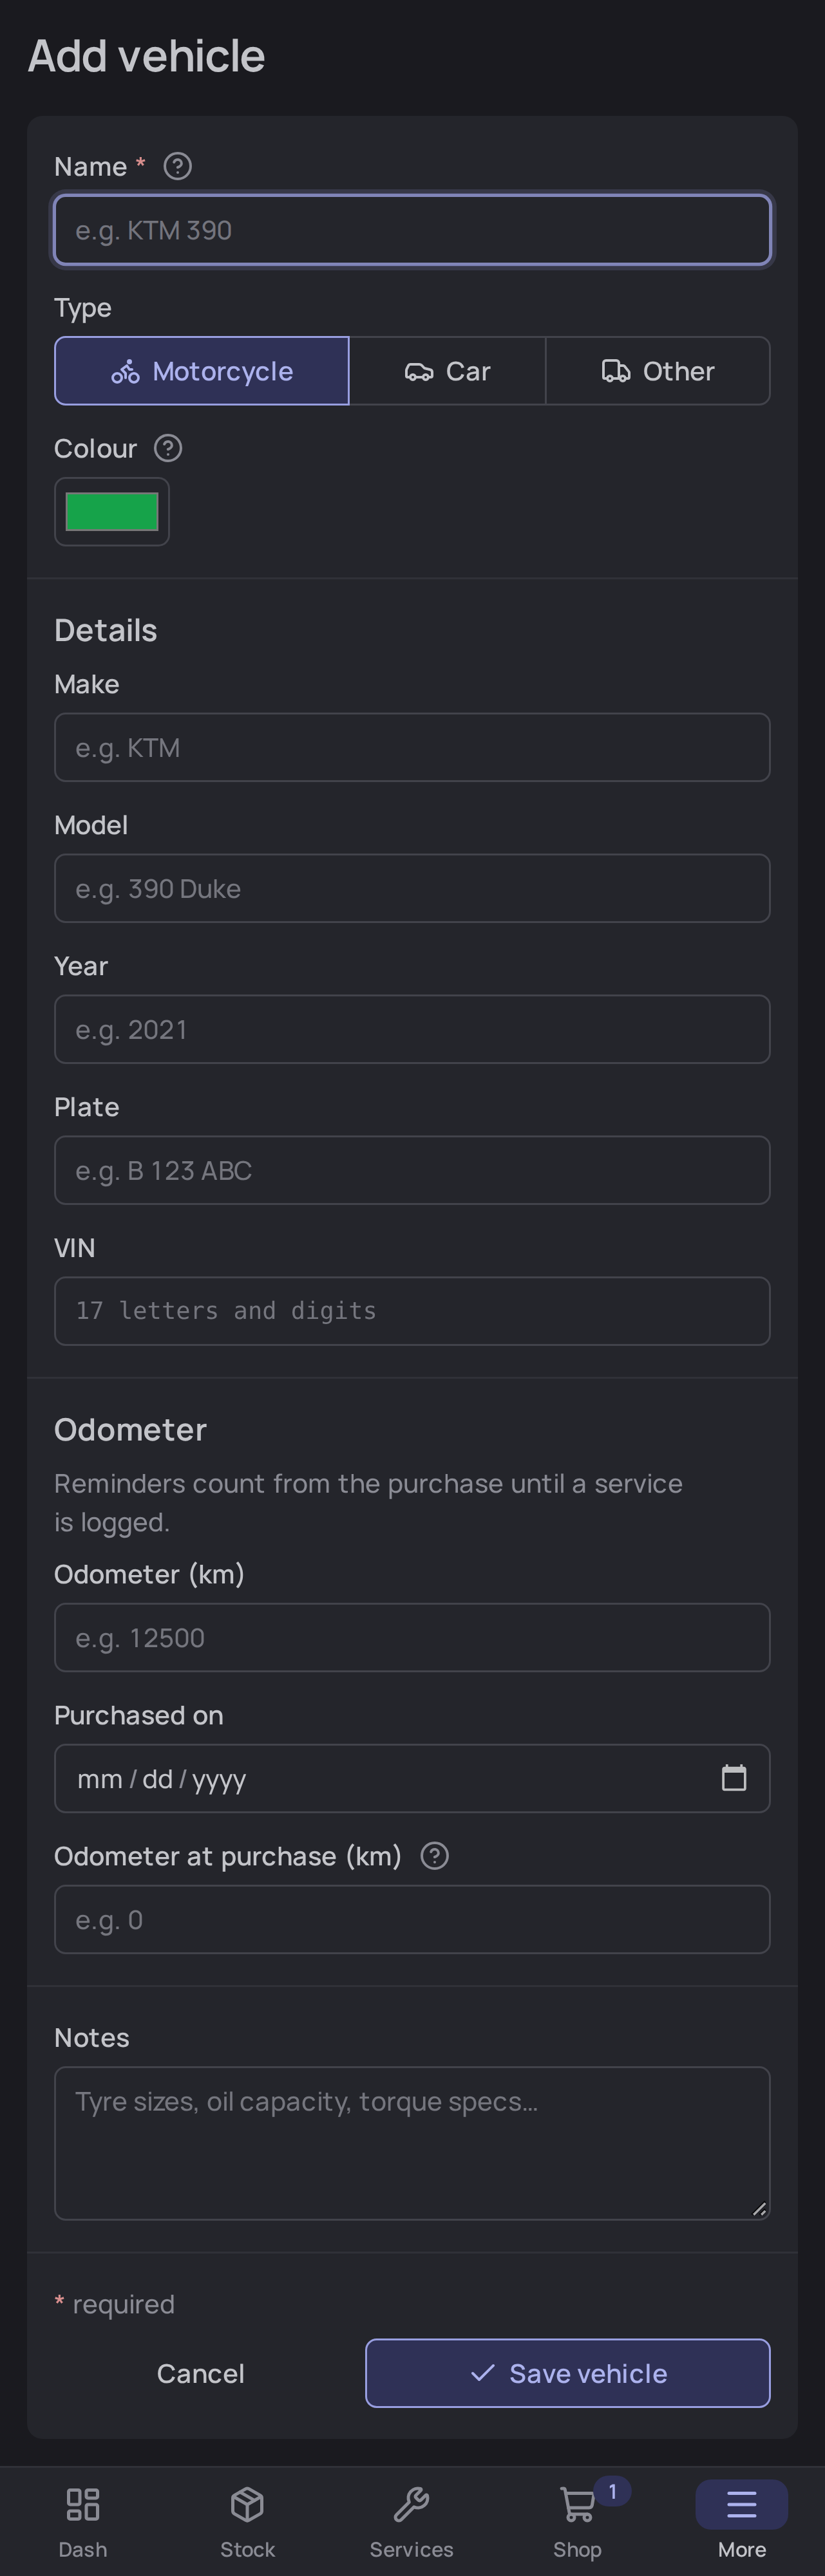 Add vehicle
Name *
e.g. KTM 390
Type
Motorcycle
Car
Other
Colour
Details
Make
e.g. KTM
Model
e.g. 390 Duke
Year
e.g. 2021
Plate
e.g. B 123 ABC
VIN
17 letters and digits
Odometer
Reminders count from the purchase until a service
is logged.
Odometer (km)
e.g. 12500
Purchased on
mm/dd/yyyy
Odometer at purchase (km)
e.g. 0
Notes
Tyre sizes, oil capacity, torque specs…
* required
Cancel
Save vehicle
1
Dash
Stock
Services
Shop
More